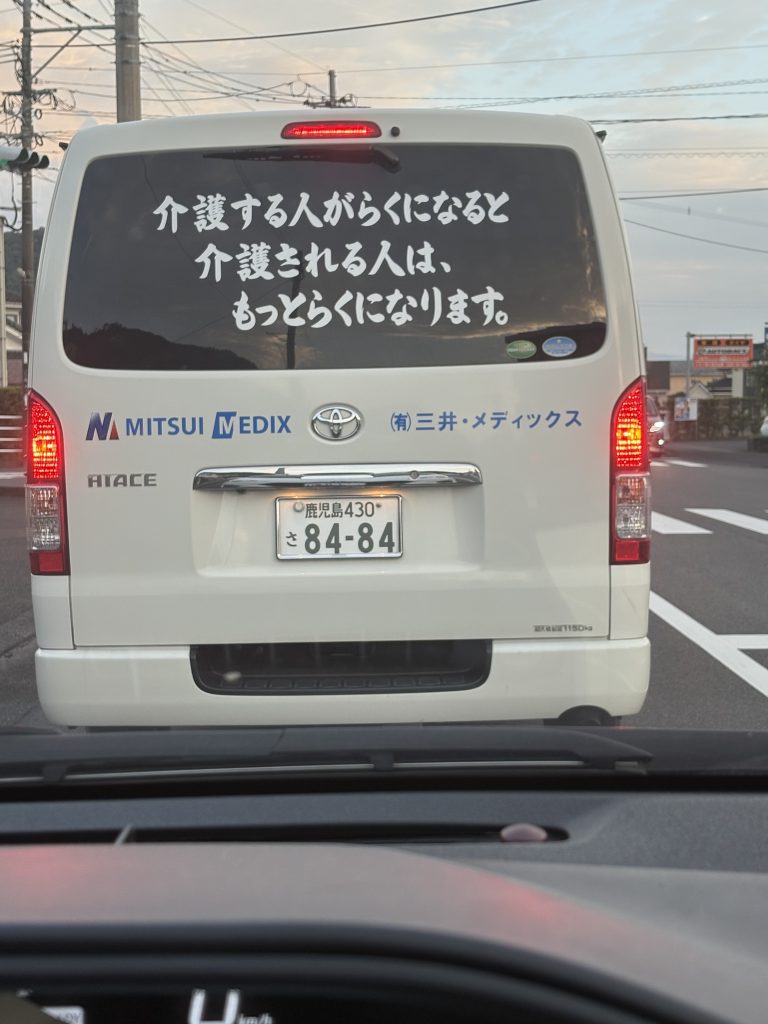 介護する人がらくになると
介護される人は、
もっとらくになります。
MITSUI MEDIX
㈲三井・メディックス
HIACE
鹿児島430
さ 84-84
km/h